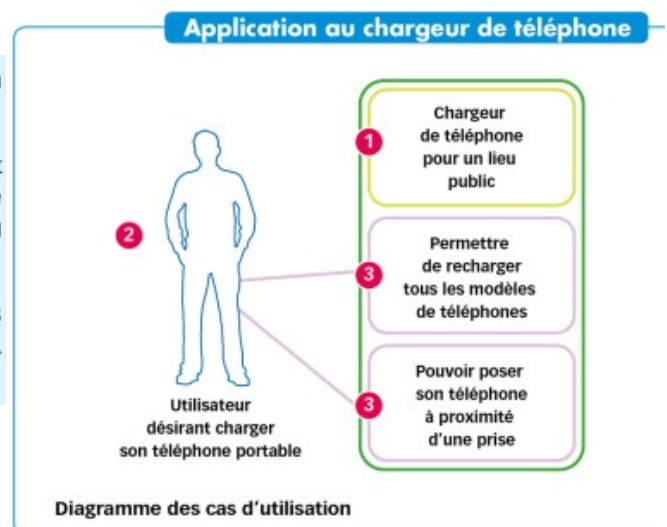 Application au chargeur de téléphone
Chargeur
de téléphone
pour un lieu
public
1
2
Permettre
de recharger
tous les modèles
de téléphones
3
Pouvoir poser
son téléphone
à proximité
d'une prise
3
Utilisateur
désirant charger
son téléphone portable
Diagramme des cas d'utilisation